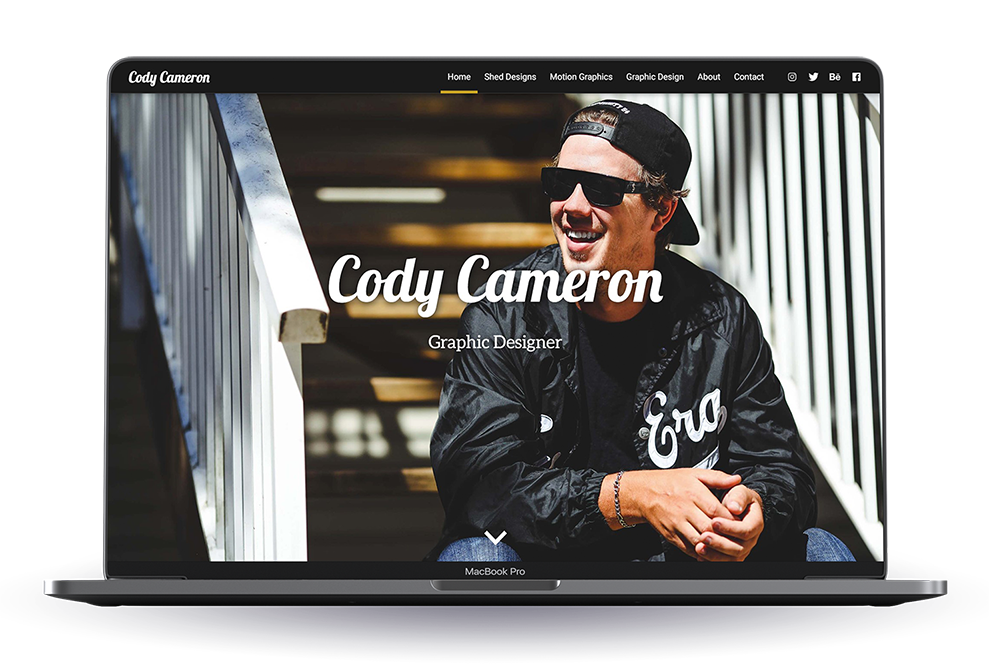 Cody Cameron
Home Shed Designs Motion Graphics Graphic Design About Contact Bē
Cody Cameron
Graphic Designer
Era
MacBook Pro